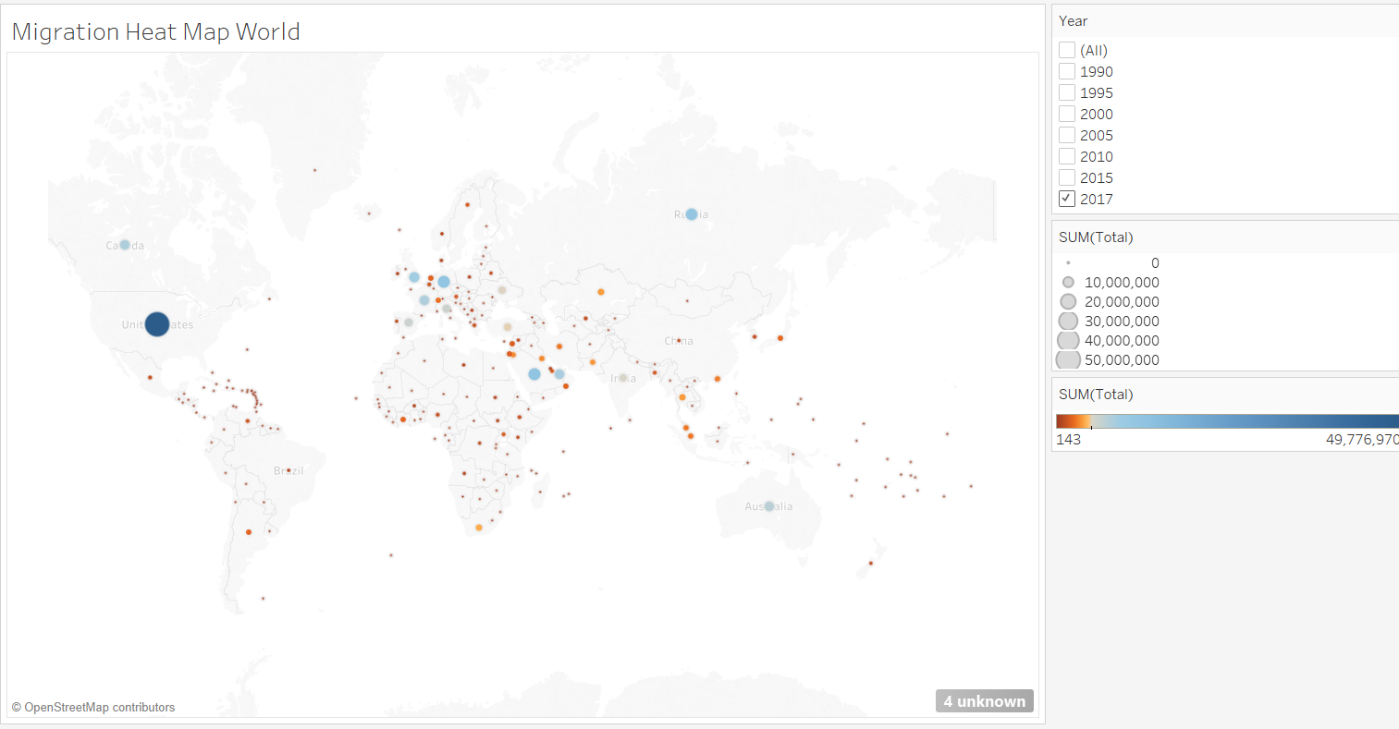 Migration Heat Map World
Canada
United States
Russia
China
India
Brazil
Australia
© OpenStreetMap contributors
4 unknown
Year
(All)
1990
1995
2000
2005
2010
2015
2017
SUM(Total)
0
10,000,000
20,000,000
30,000,000
40,000,000
50,000,000
SUM(Total)
143
49,776,970